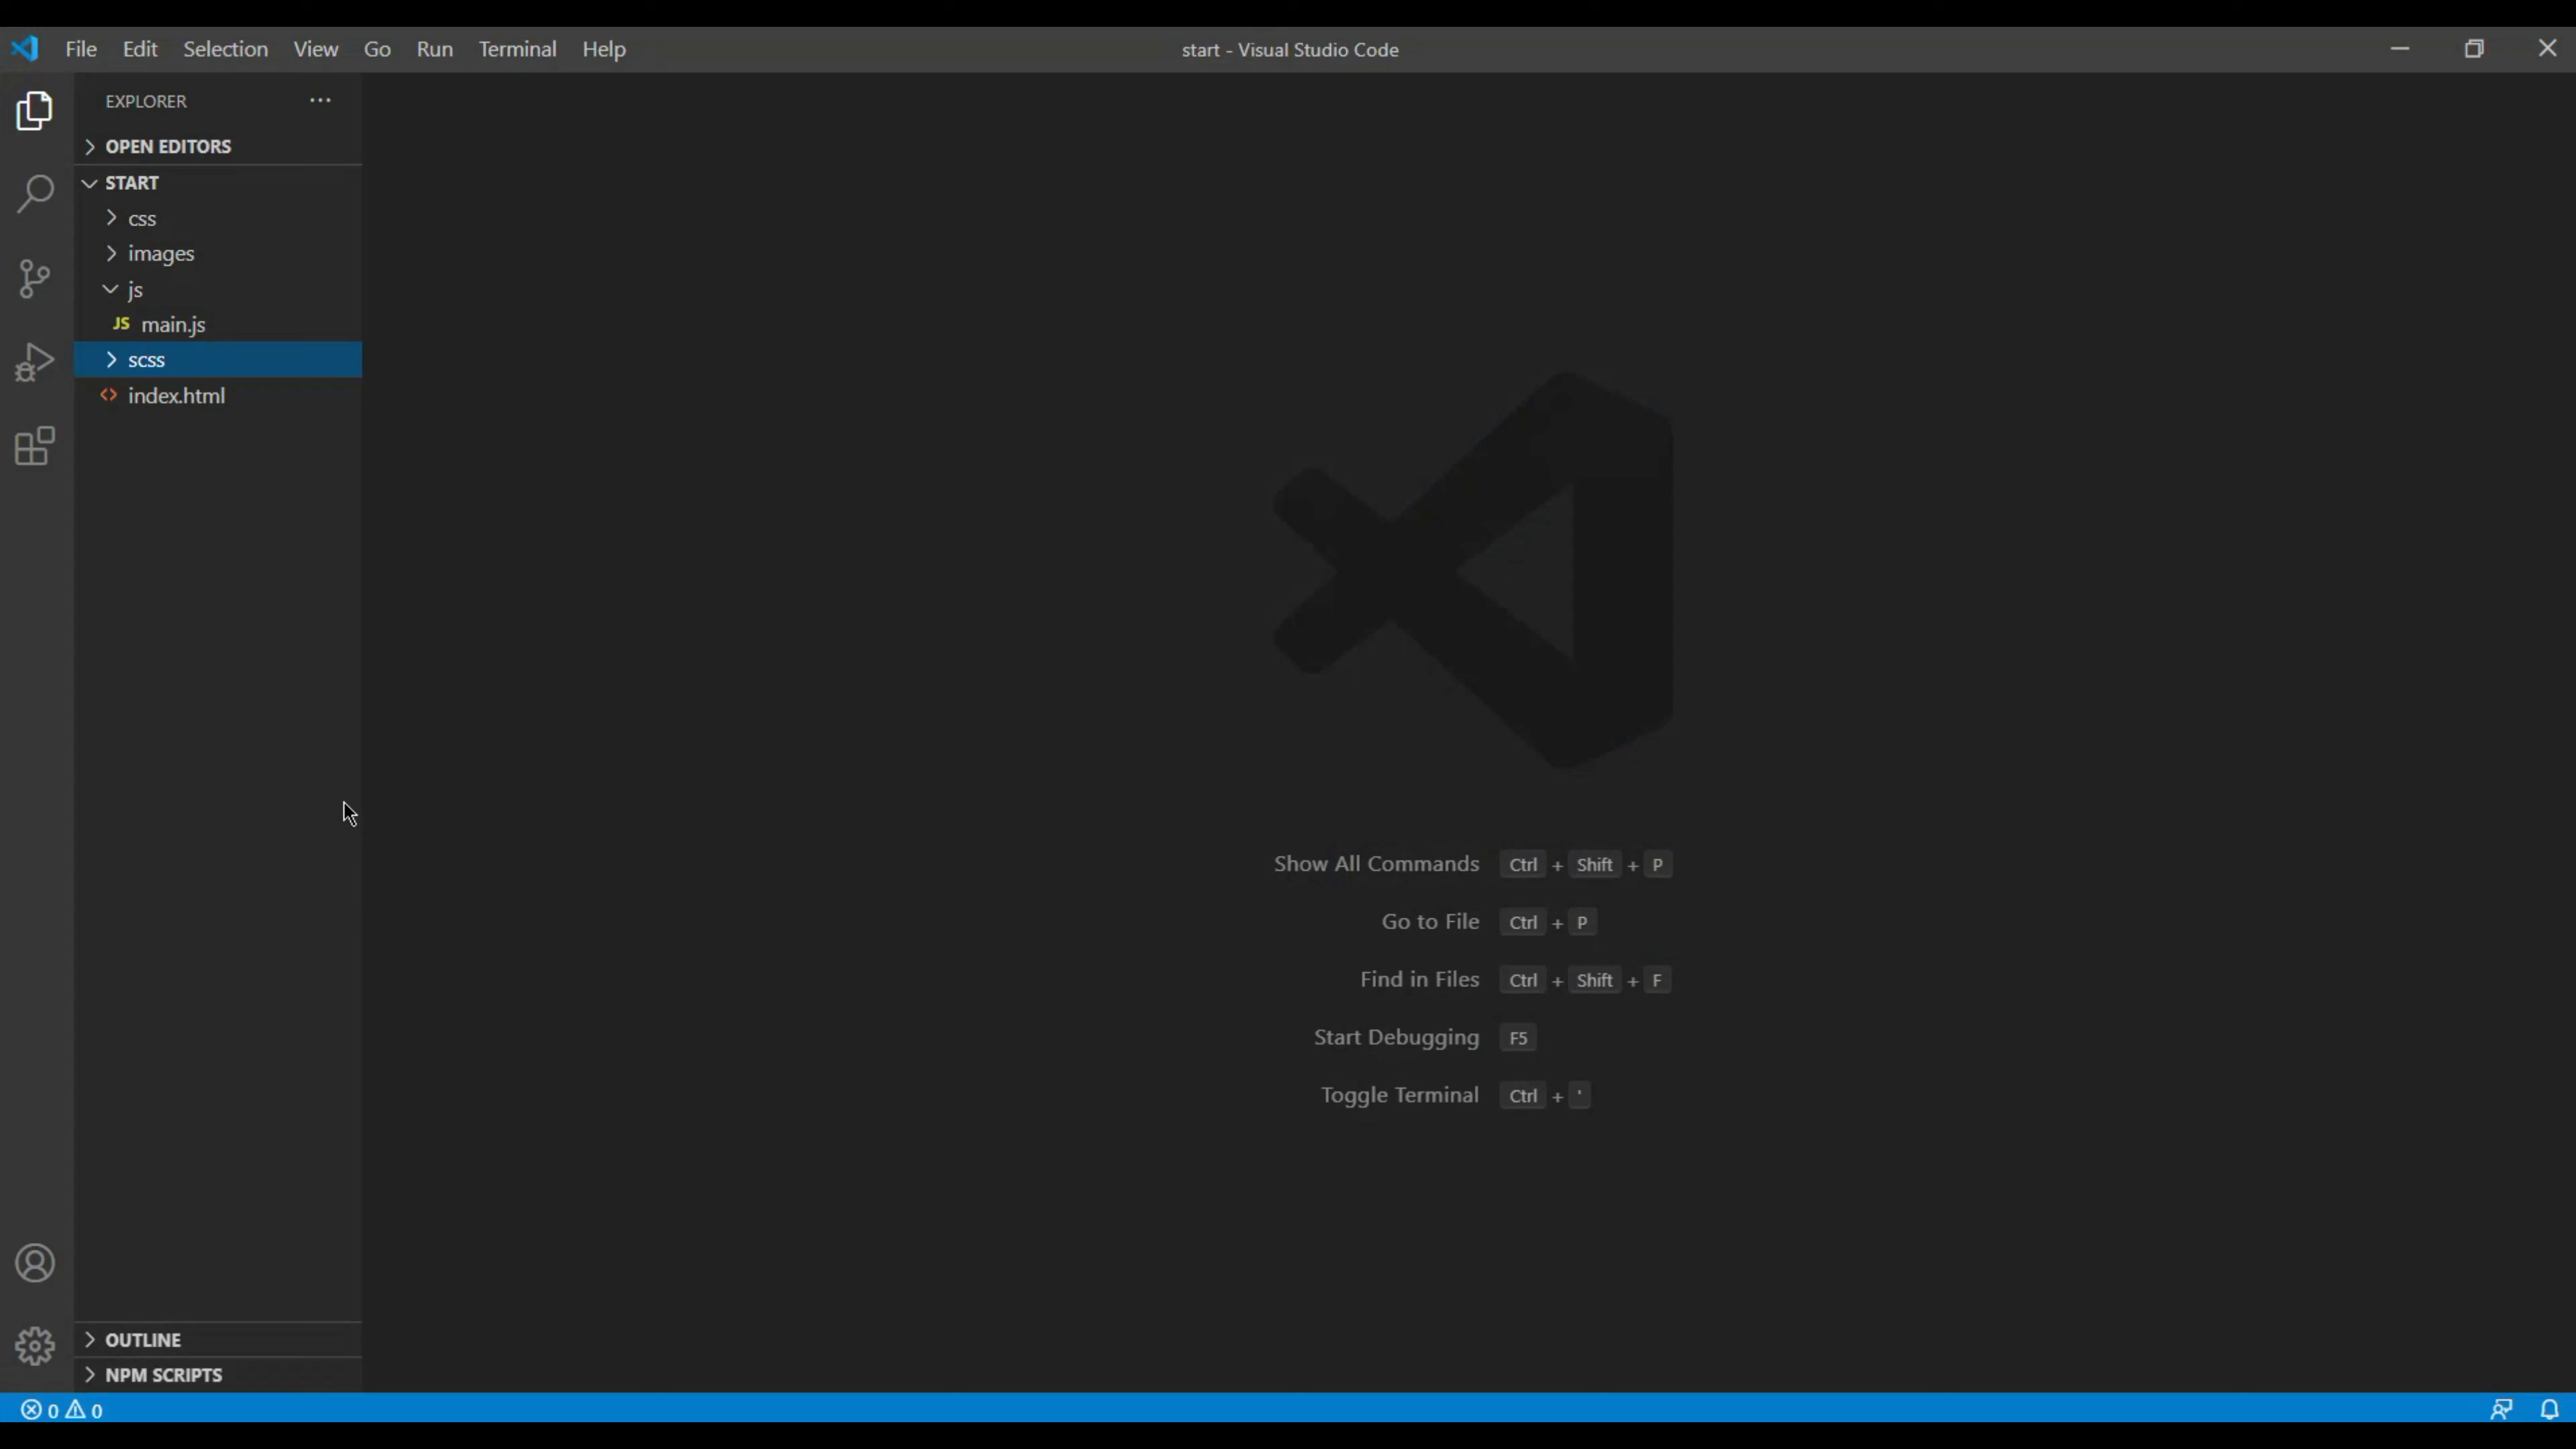 File Edit Selection View Go Run Terminal Help
start - Visual Studio Code
EXPLORER
OPEN EDITORS
START
css
images
js
JS main.js
scss
index.html
Show All Commands Ctrl + Shift + P
Go to File Ctrl + P
Find in Files Ctrl + Shift + F
Start Debugging F5
Toggle Terminal Ctrl + '
OUTLINE
NPM SCRIPTS
0 0